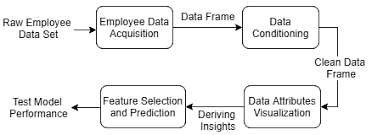 Raw Employee
Data Set
Employee Data
Acquisition
Data Frame
Data
Conditioning
Clean Data
Frame
Data Attributes
Visualization
Deriving
Insights
Feature Selection
and Prediction
Test Model
Performance